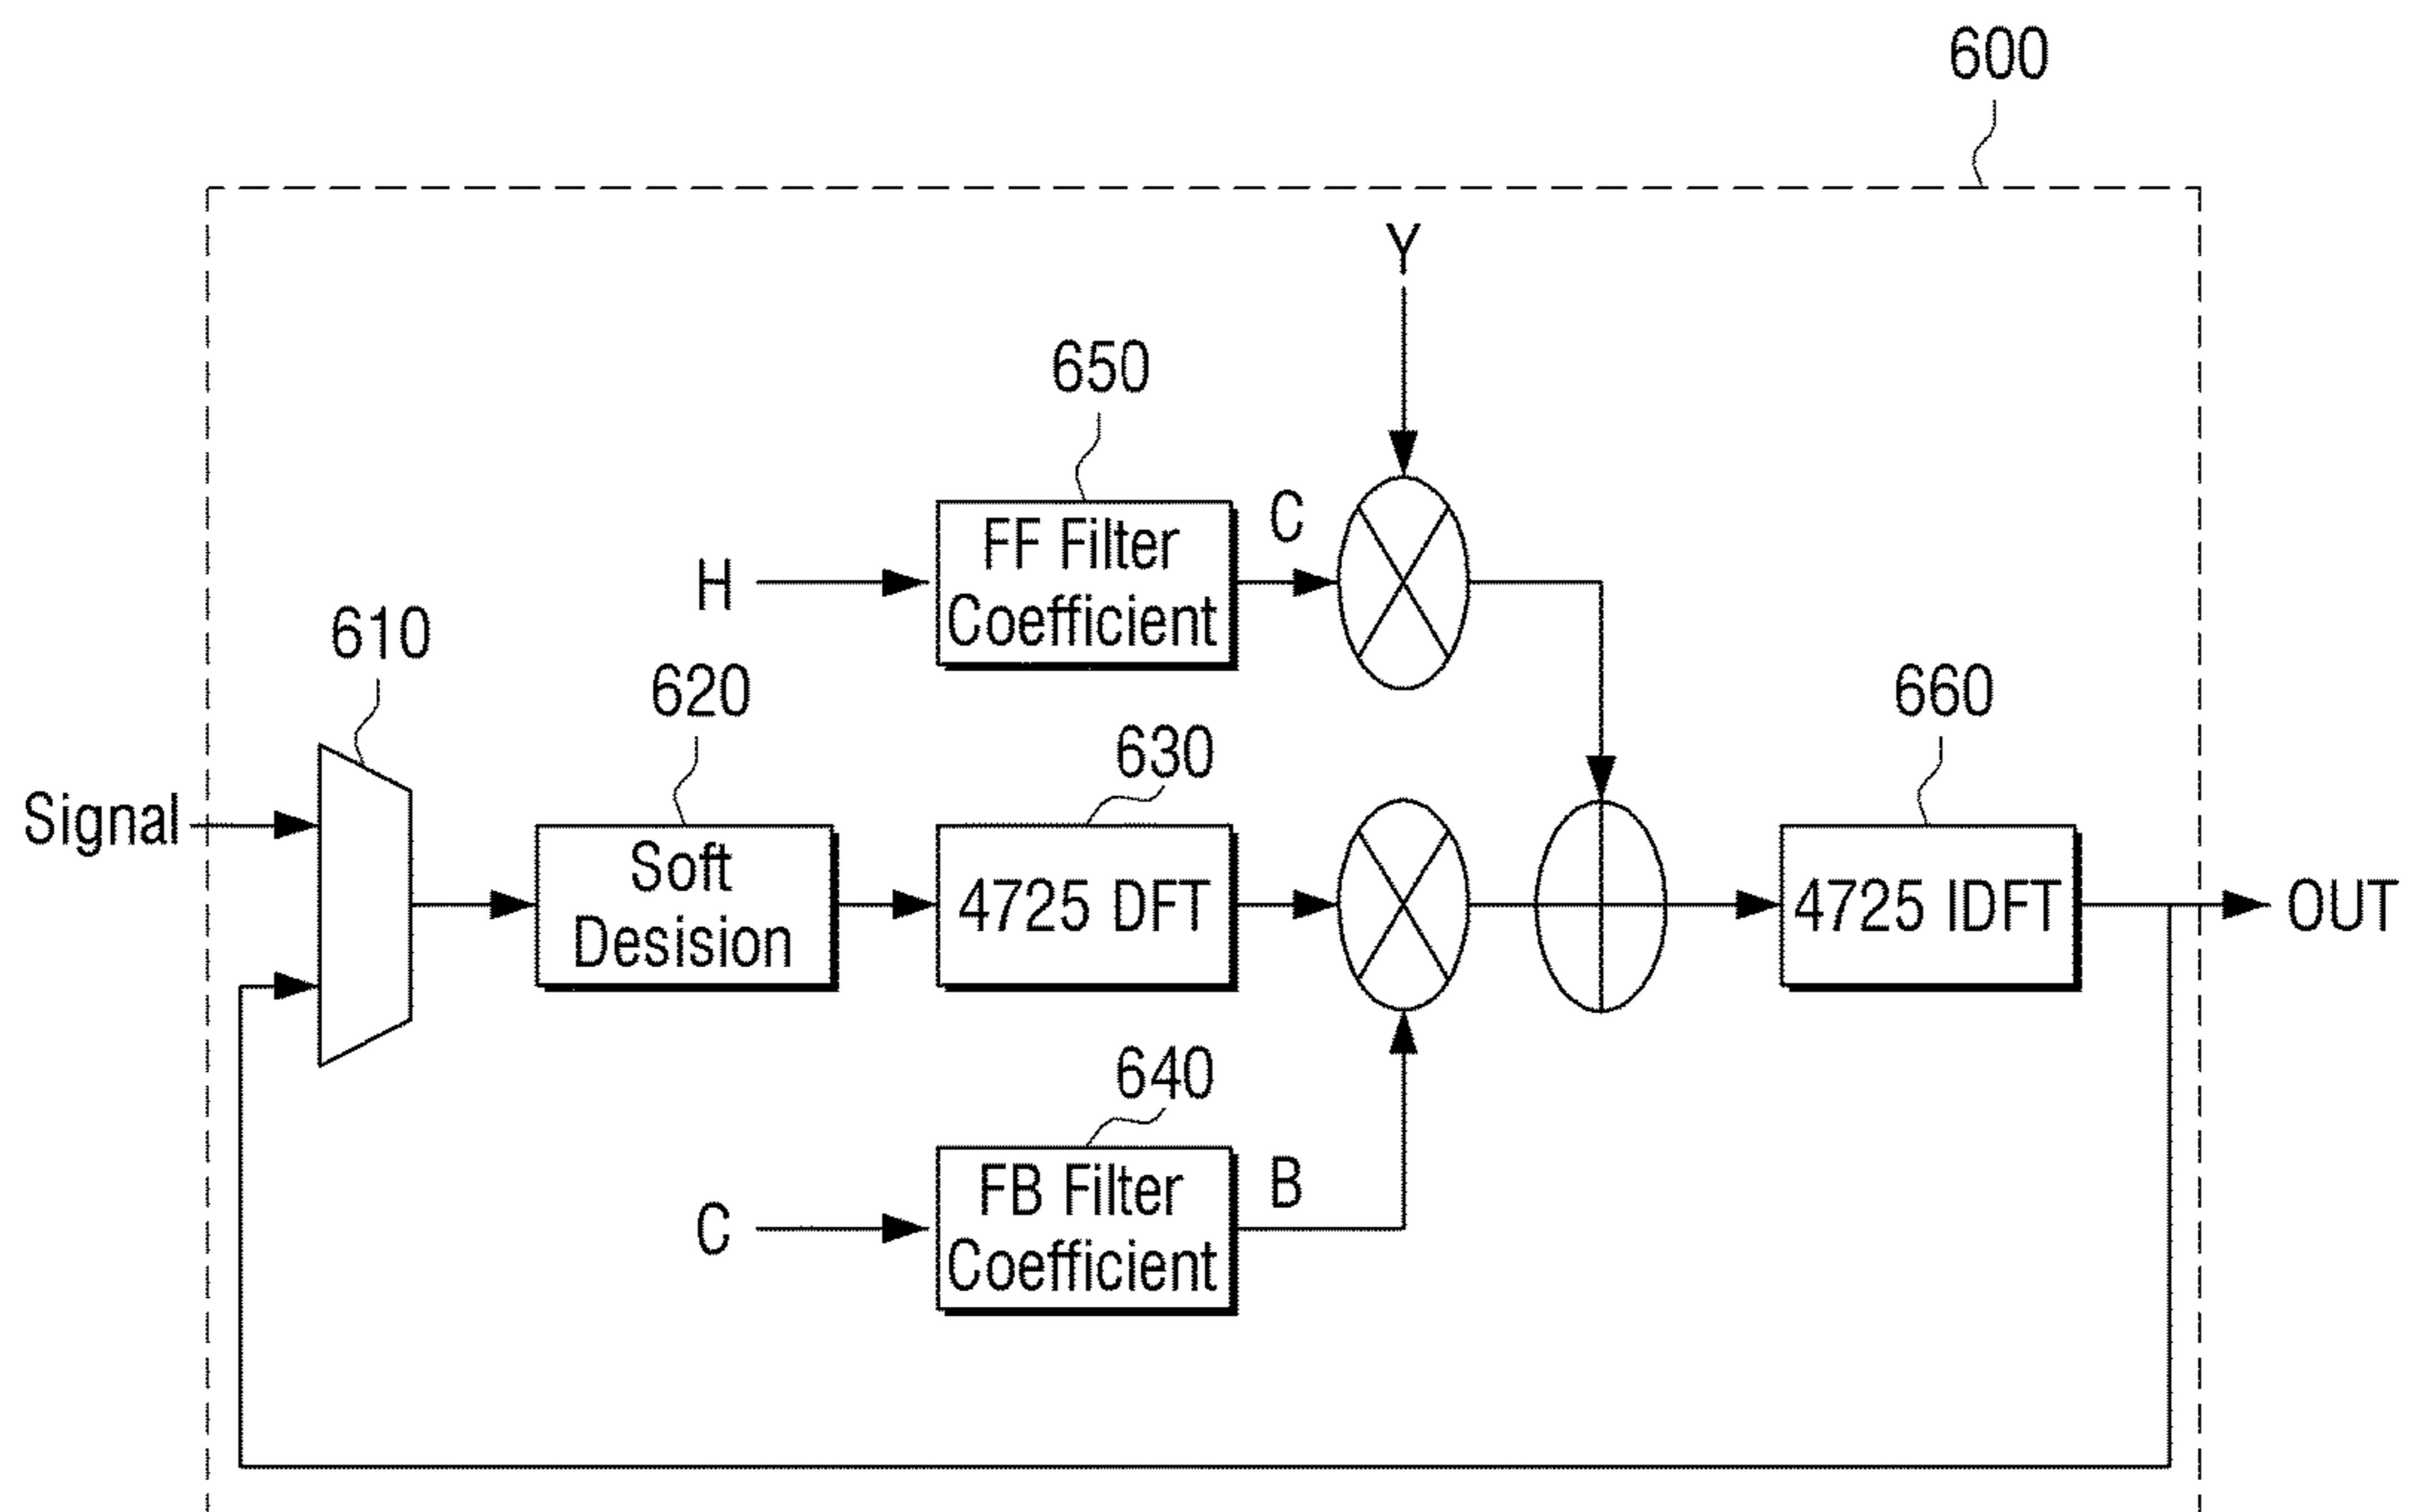 600
Y
650
FF Filter
Coefficient
C
H
610
620
630
660
Signal
Soft
Desision
4725 DFT
4725 IDFT
OUT
640
FB Filter
Coefficient
B
C